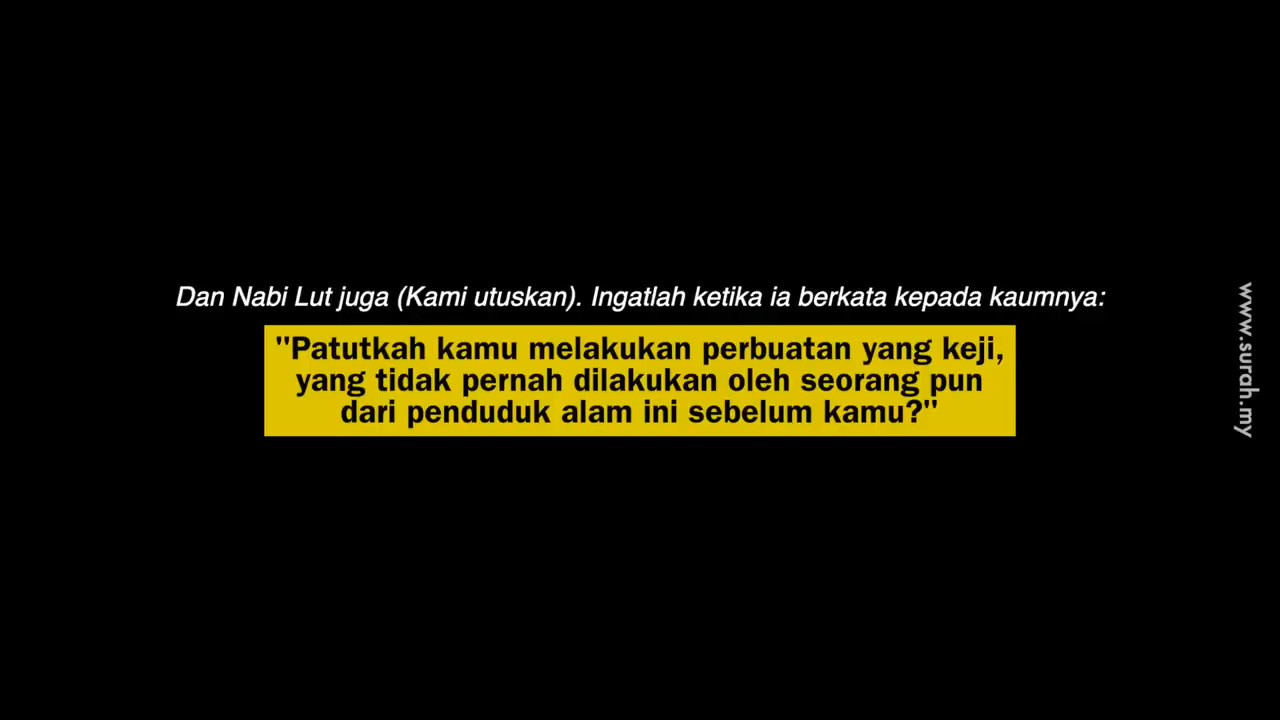 Dan Nabi Lut juga (Kami utuskan). Ingatlah ketika ia berkata kepada kaumnya:
"Patutkah kamu melakukan perbuatan yang keji,
yang tidak pernah dilakukan oleh seorang pun
dari penduduk alam ini sebelum kamu?"
www.surah.my